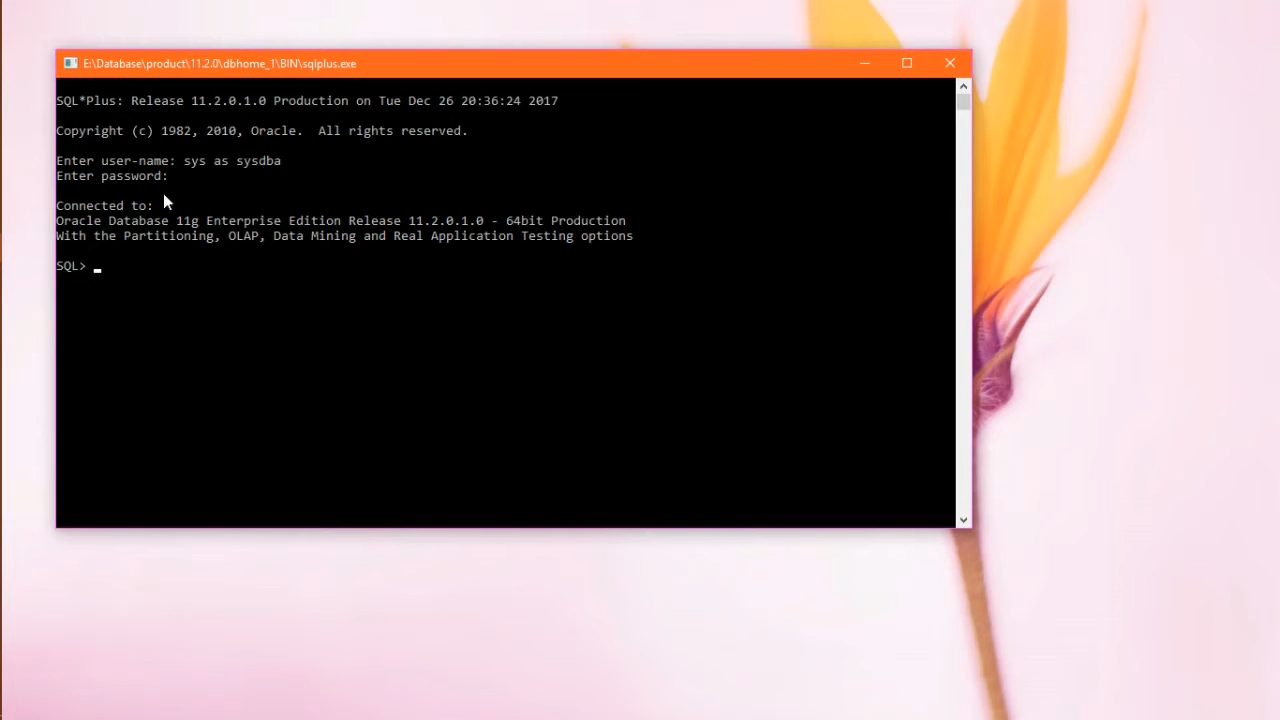 E:\Database\product\11.2.0\dbhome_1\BIN\sqlplus.exe
SQL*Plus: Release 11.2.0.1.0 Production on Tue Dec 26 20:36:24 2017
Copyright (c) 1982, 2010, Oracle.  All rights reserved.
Enter user-name: sys as sysdba
Enter password:
Connected to:
Oracle Database 11g Enterprise Edition Release 11.2.0.1.0 - 64bit Production
With the Partitioning, OLAP, Data Mining and Real Application Testing options
SQL>